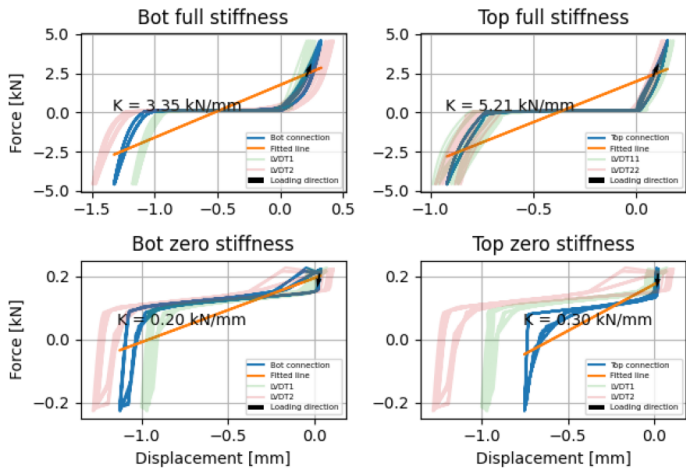 Bot full stiffness
Force [kN]
5.0
2.5
0.0
−2.5
−5.0
K = 3.35 kN/mm
Bot connection
Fitted line
LVDT1
LVDT2
Loading direction
−1.5 −1.0 −0.5 0.0 0.5
Top full stiffness
5.0
2.5
0.0
−2.5
−5.0
K = 5.21 kN/mm
Top connection
Fitted line
LVDT11
LVDT22
Loading direction
−1.0 −0.5 0.0
Bot zero stiffness
Force [kN]
0.2
0.0
−0.2
K = 0.20 kN/mm
Bot connection
Fitted line
LVDT1
LVDT2
Loading direction
−1.0 −0.5 0.0
Displacement [mm]
Top zero stiffness
0.2
0.0
−0.2
K = 0.30 kN/mm
Top connection
Fitted line
LVDT1
LVDT2
Loading direction
−1.0 −0.5 0.0
Displacement [mm]